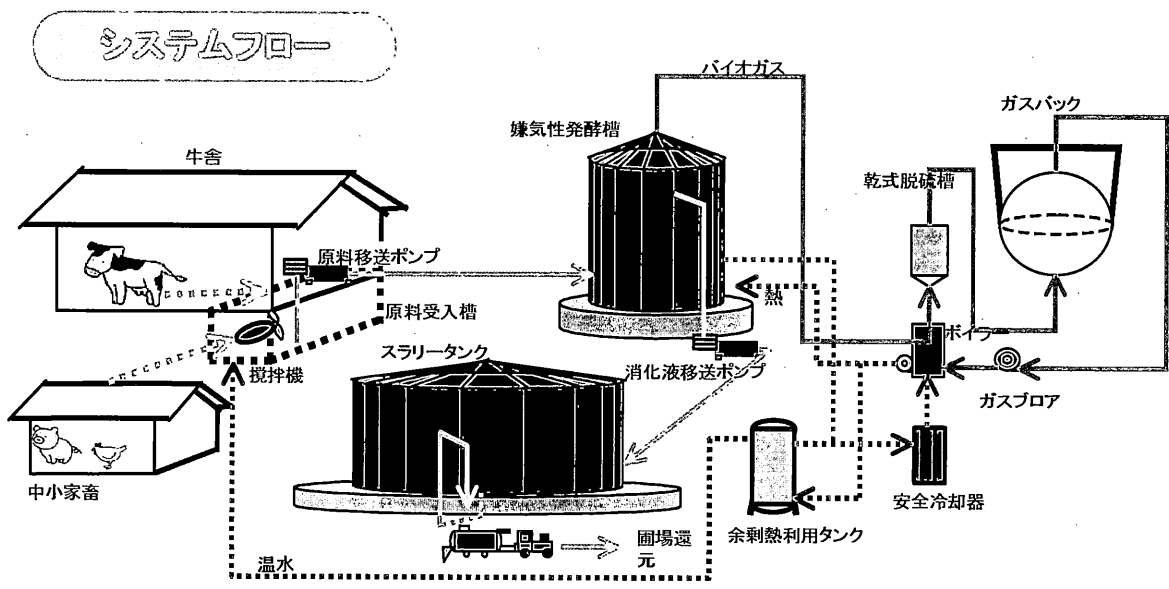 システムフロー
バイオガス
ガスバック
嫌気性発酵槽
牛舎
乾式脱硫槽
原料移送ポンプ
熱
原料受入槽
ボイラ
スラリータンク
攪拌機
消化液移送ポンプ
ガスブロア
中小家畜
安全冷却器
余剰熱利用タンク
圃場還
元
温水